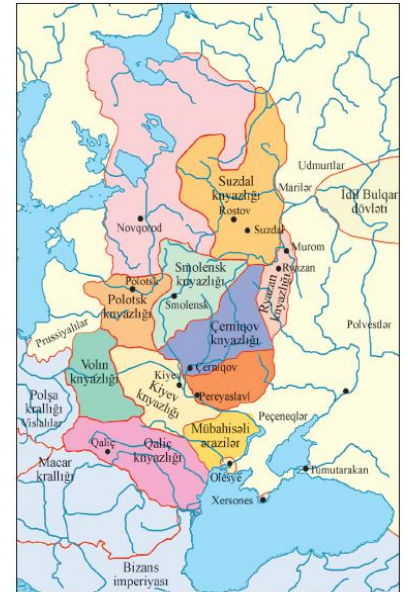 Udmurtlar
Suzdal
knyazlığı
Marilər
İdil Bulqar
dövləti
Rostov
Suzdal
Novqorod
Murom
Ryazan
Smolensk
knyazlığı
Ryazan
knyazlığı
Polotsk
Polotsk
knyazlığı
Smolensk
Çerniqov
knyazlığı
Polvestlər
Prussiyalılar
Volın
knyazlığı
Çerniqov
Kiyev
Kiyev
knyazlığı
Pereyaslavl
Polşa
krallığı
Vislalılar
Peçeneqlər
Mübahisəli
ərazilər
Qaliç
Qaliç
knyazlığı
Macar
krallığı
Oleşye
Tumutarakan
Xersones
Bizans
imperiyası